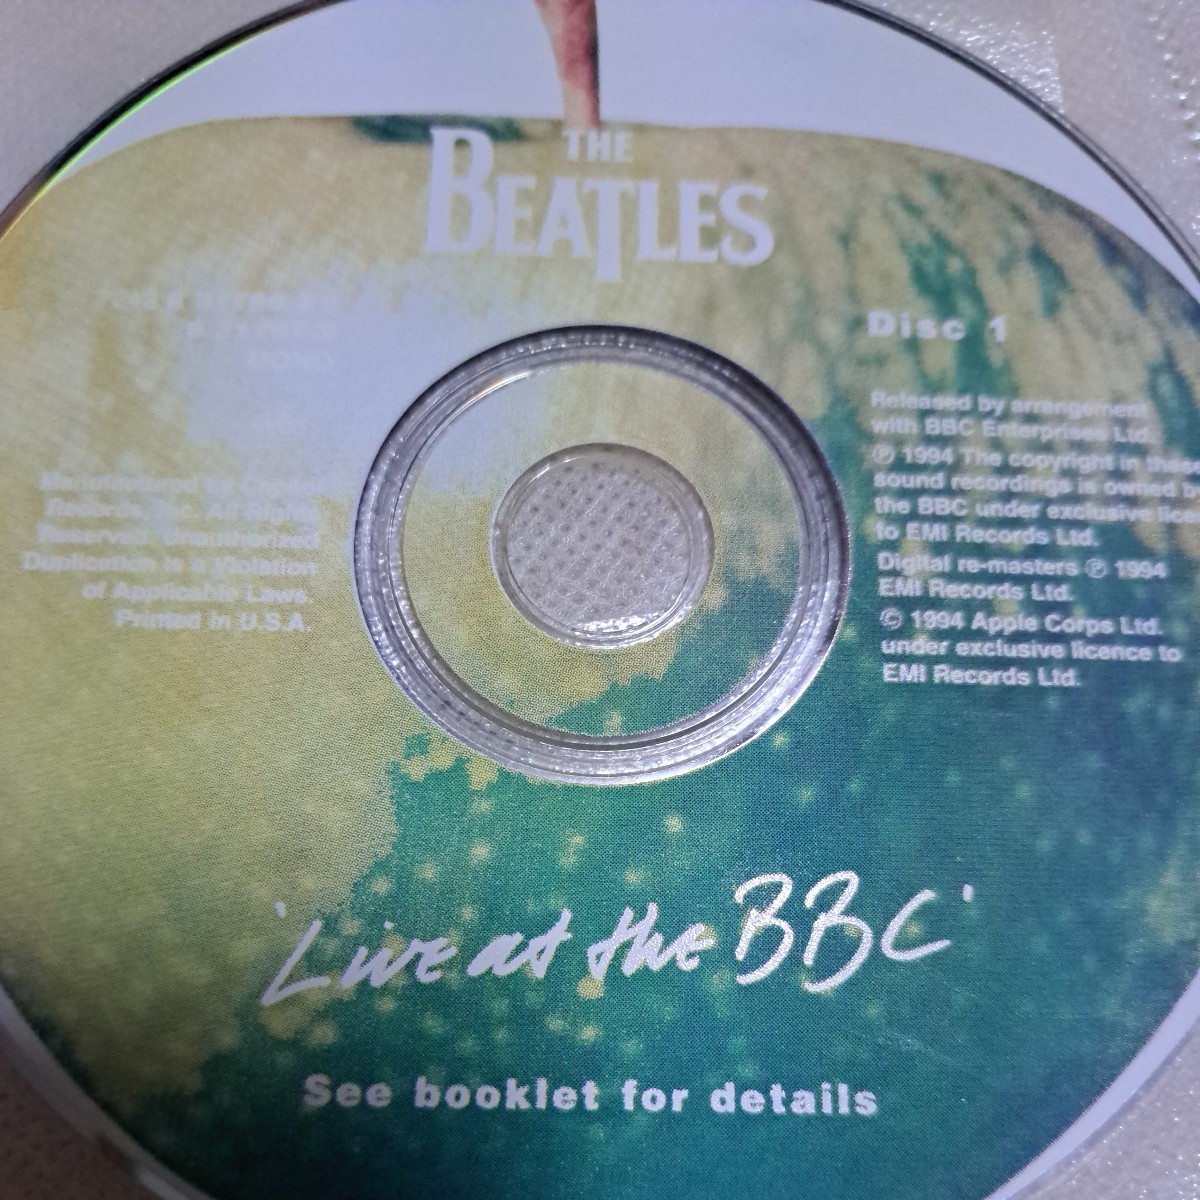 THE
BEATLES
Disc 1
Released by arrangement
with BBC Enterprises Ltd.
℗ 1994 The copyright in these
sound recordings is owned
the BBC under exclusive
to EMI Records Ltd.
Digital re-masters ℗ 1994
EMI Records Ltd.
© 1994 Apple Corps Ltd.
under exclusive licence to
EMI Records Ltd.
Manufactured By Capitol
Records, Inc. All Rights
Reserved. Unauthorized
Duplication is a Violation
of Applicable Laws.
Printed in U.S.A.
'Live at the BBC'
See booklet for details